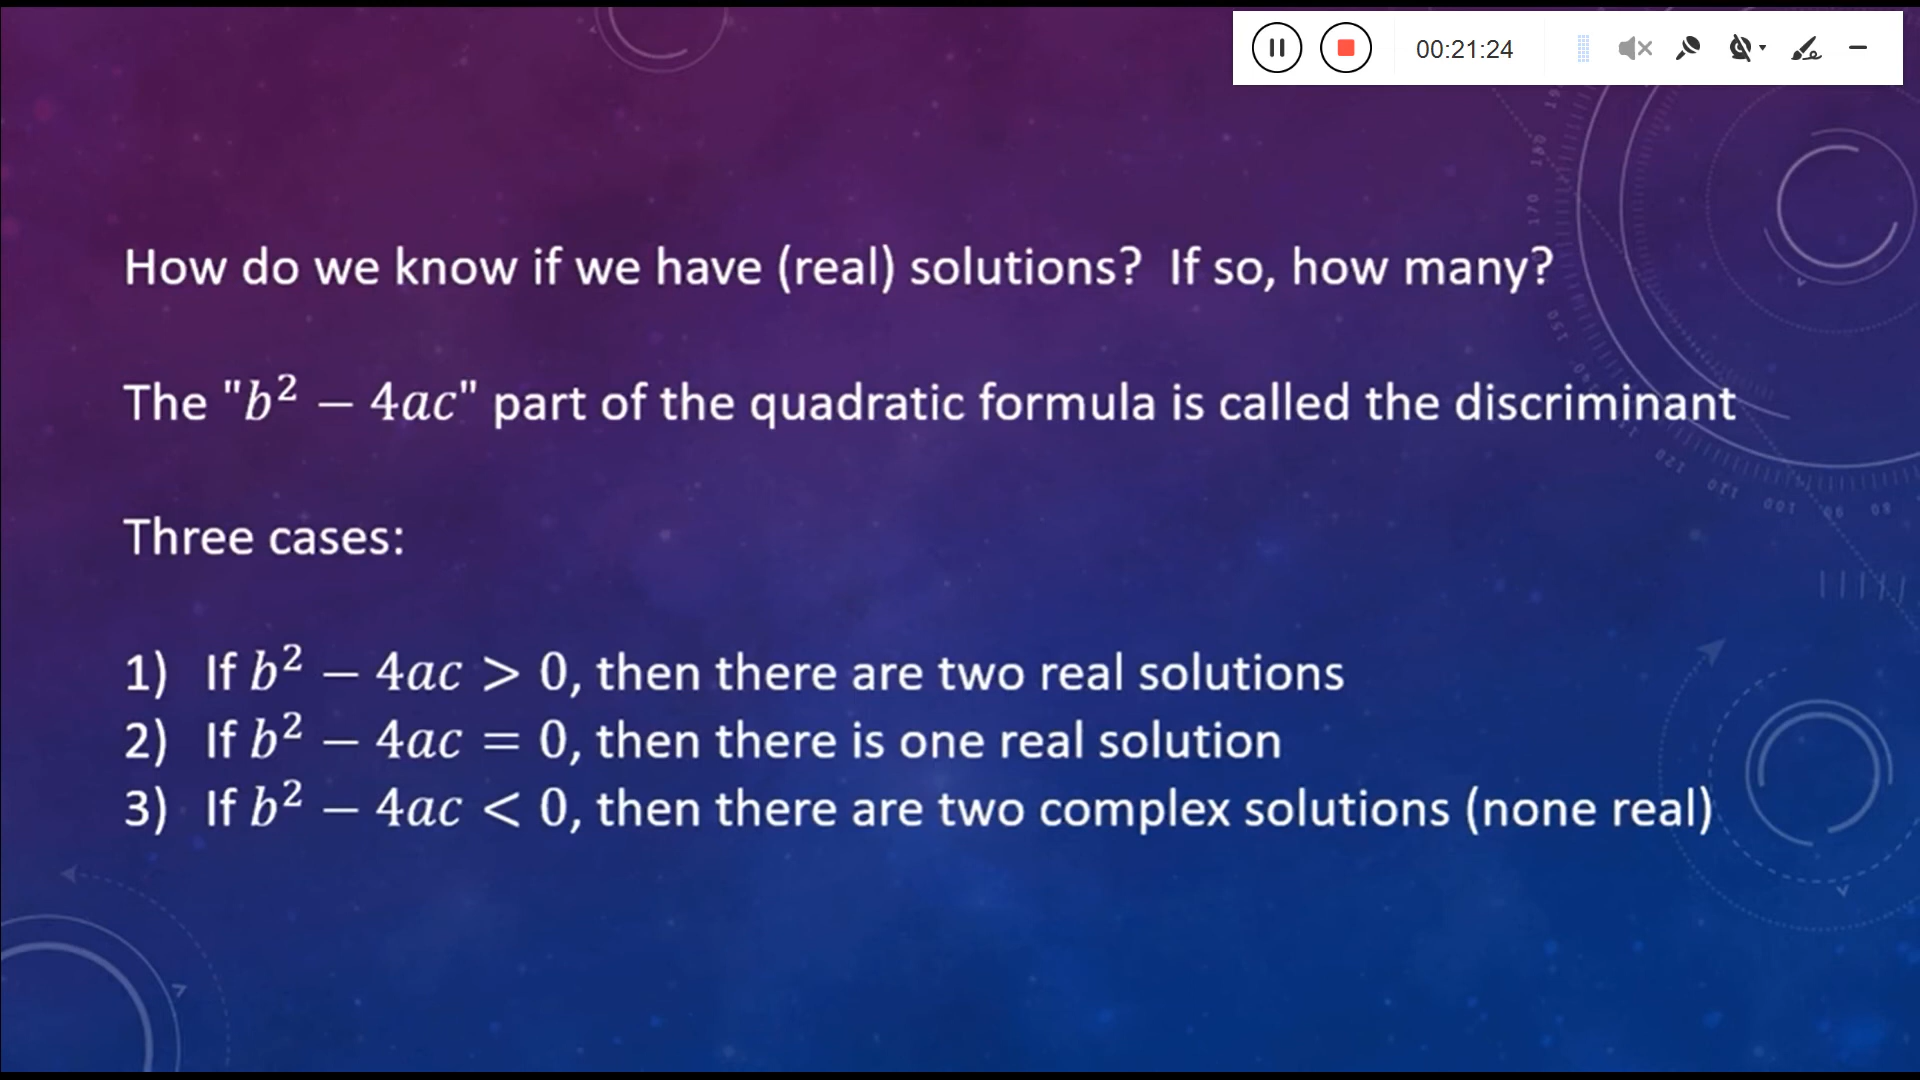 00:21:24
How do we know if we have (real) solutions?  If so, how many?
The "b² − 4ac" part of the quadratic formula is called the discriminant
Three cases:
1) If b² − 4ac > 0, then there are two real solutions
2) If b² − 4ac = 0, then there is one real solution
3) If b² − 4ac < 0, then there are two complex solutions (none real)